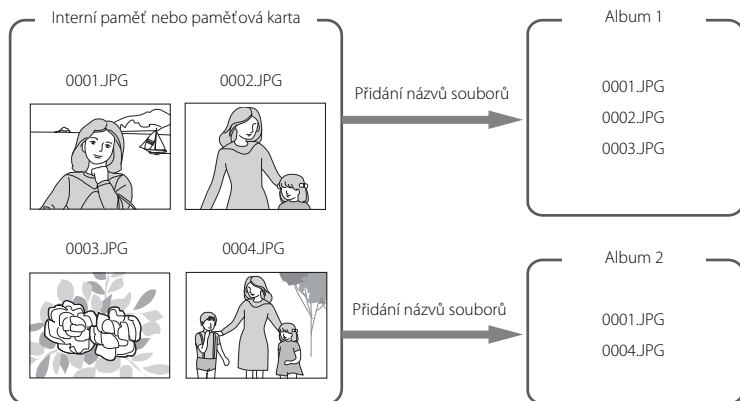 Interní paměť nebo paměťová karta
0001.JPG
0002.JPG
0003.JPG
0004.JPG
Přidání názvů souborů
Album 1
0001.JPG
0002.JPG
0003.JPG
Přidání názvů souborů
Album 2
0001.JPG
0004.JPG